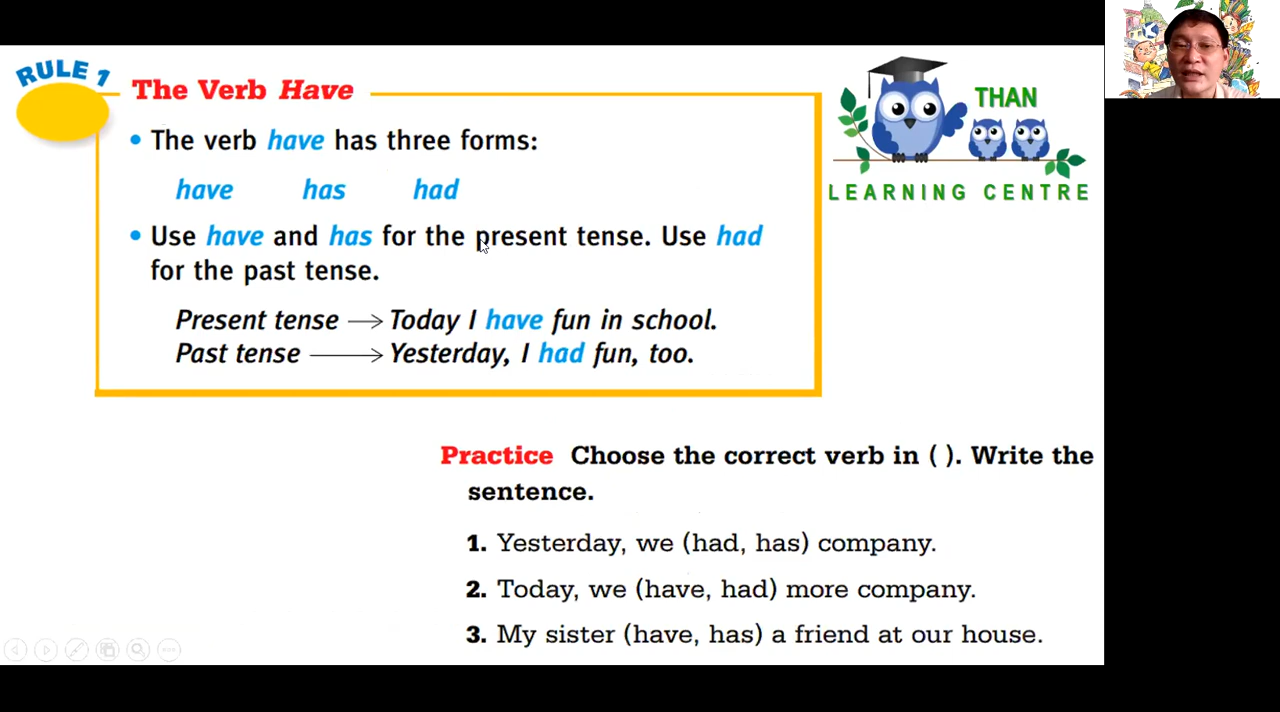 RULE 1
The Verb Have
• The verb have has three forms:
have has had
• Use have and has for the present tense. Use had
for the past tense.
Present tense → Today I have fun in school.
Past tense → Yesterday, I had fun, too.
THAN
LEARNING CENTRE
Practice Choose the correct verb in ( ). Write the
sentence.
1. Yesterday, we (had, has) company.
2. Today, we (have, had) more company.
3. My sister (have, has) a friend at our house.